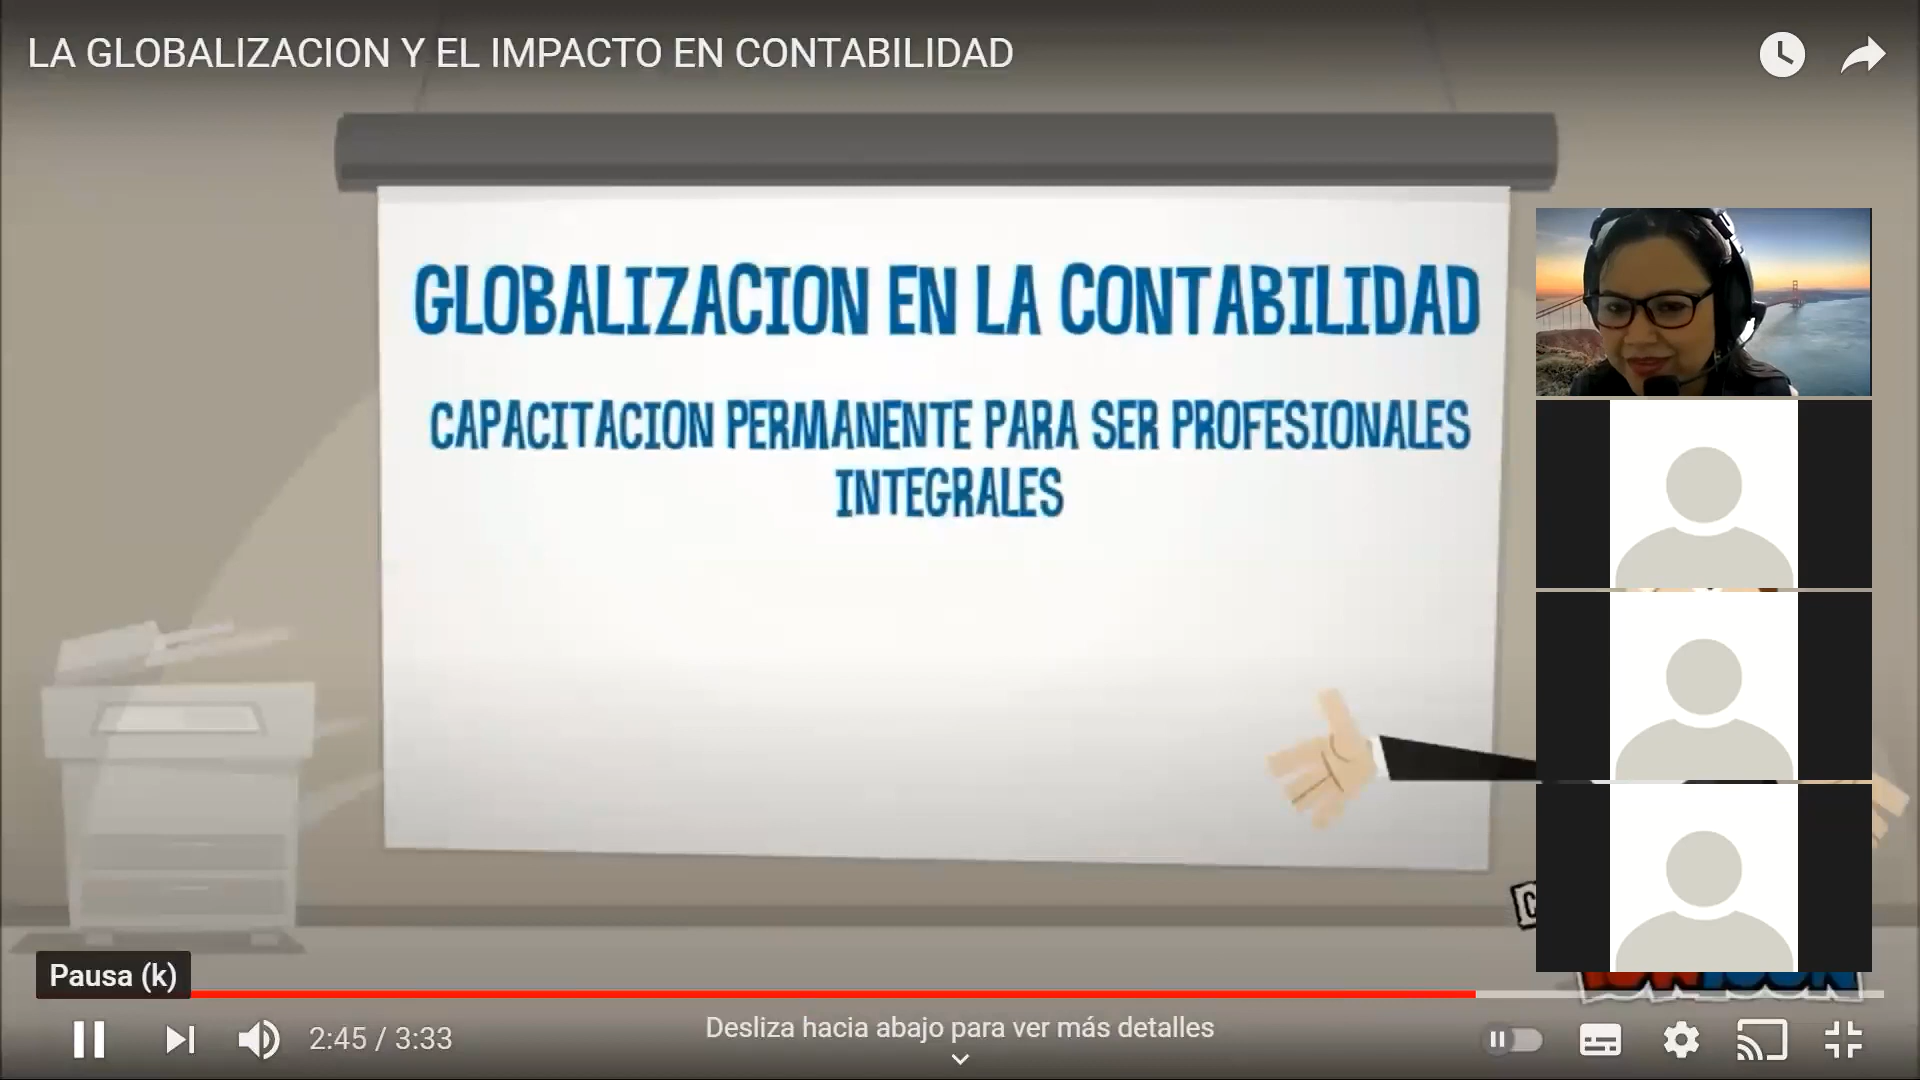 LA GLOBALIZACION Y EL IMPACTO EN CONTABILIDAD
GLOBALIZACION EN LA CONTABILIDAD
CAPACITACION PERMANENTE PARA SER PROFESIONALES
INTEGRALES
Pausa (k)
2:45 / 3:33
Desliza hacia abajo para ver más detalles